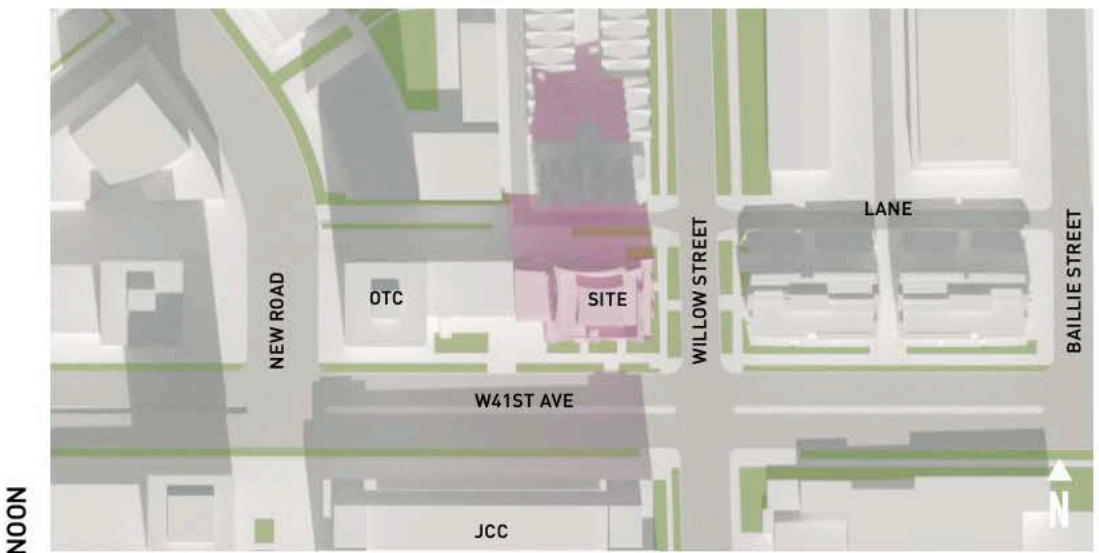 LANE
OTC
SITE
NEW ROAD
WILLOW STREET
BAILLIE STREET
W41ST AVE
NOON
N
JCC